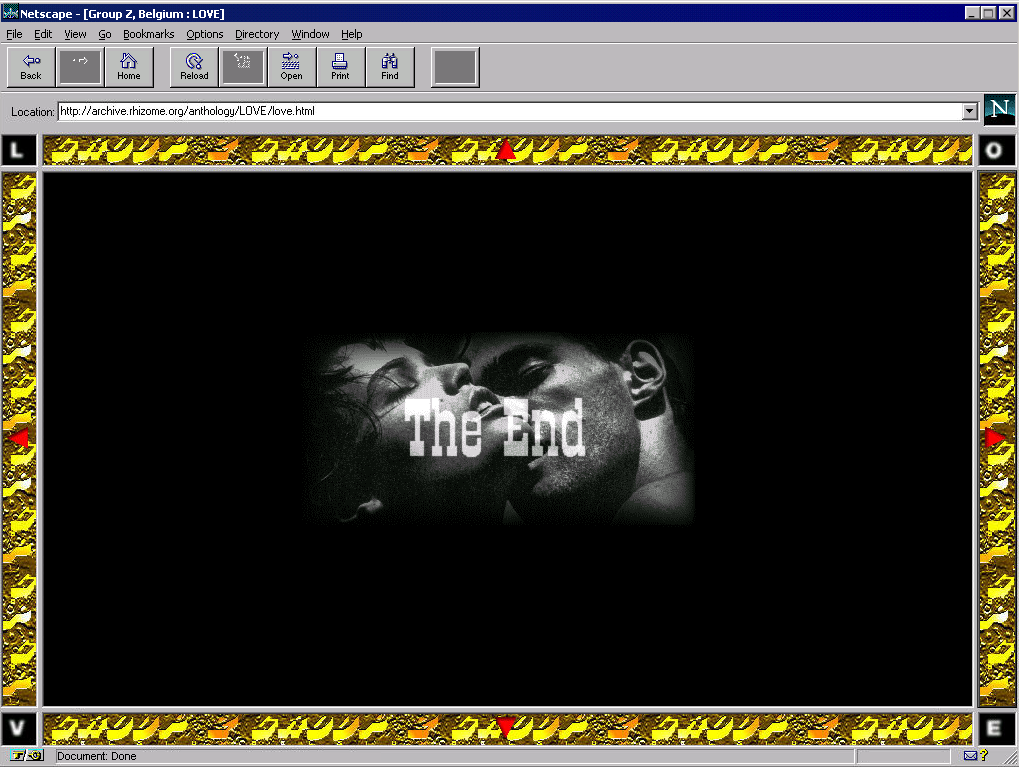 Netscape - [Group Z, Belgium : LOVE]
File Edit View Go Bookmarks Options Directory Window Help
Back Home Reload Open Print Find
Location: http://archive.rhizome.org/anthology/LOVE/love.html
N
L O
The End
V E
Document: Done